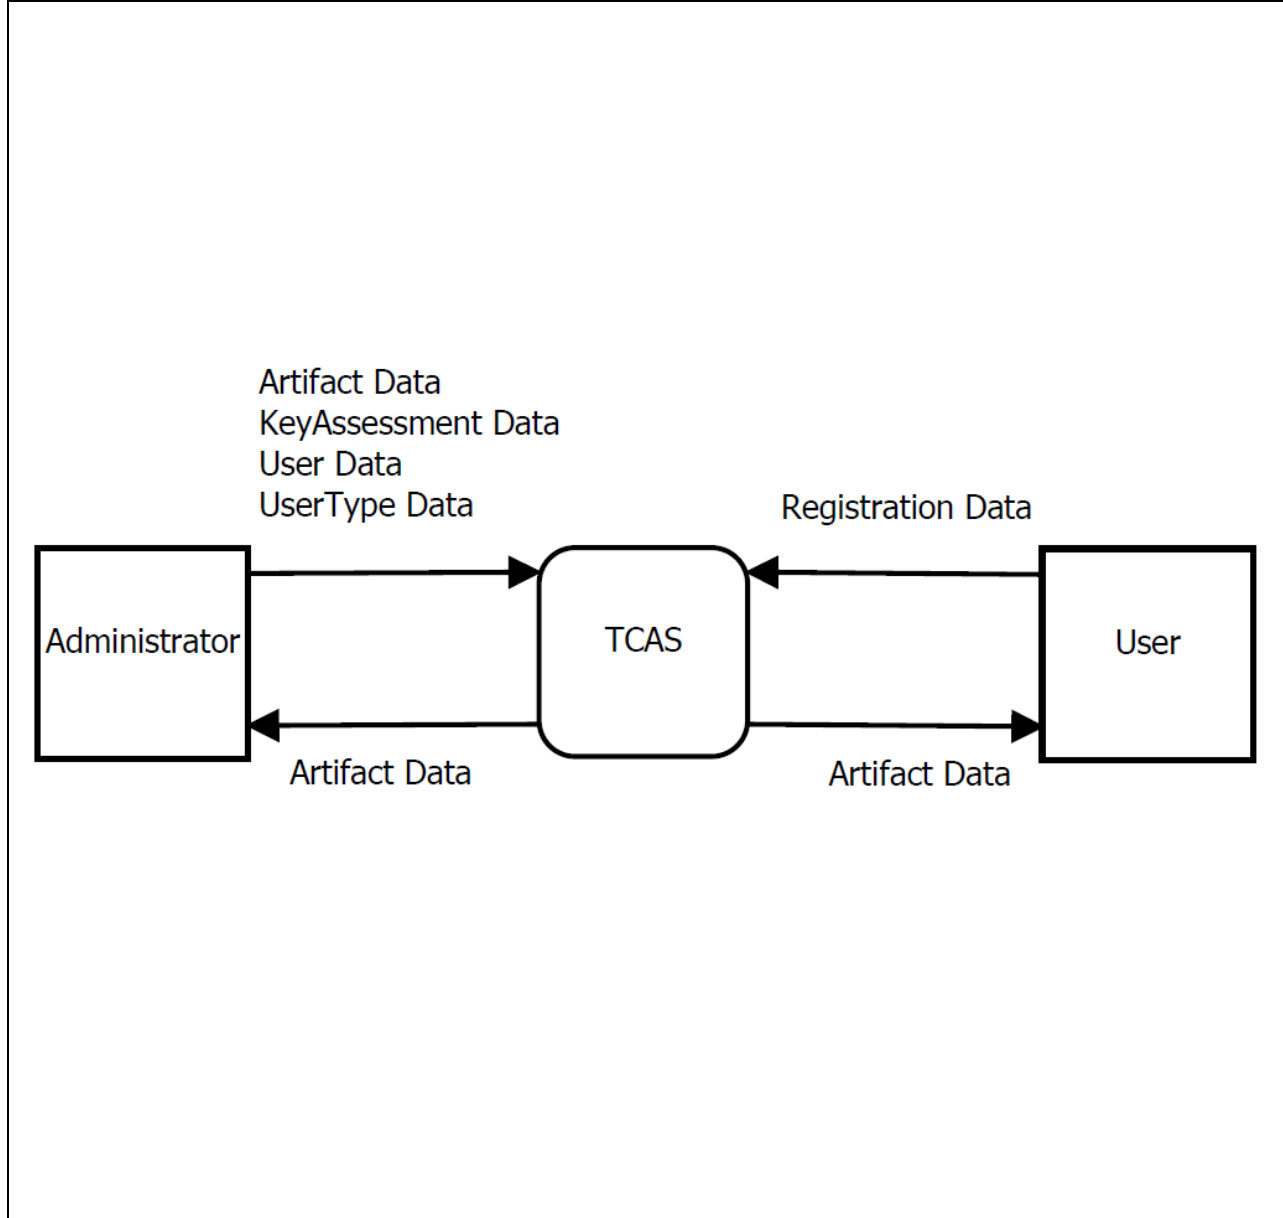 Artifact Data
KeyAssessment Data
User Data
UserType Data
Registration Data
Administrator
TCAS
User
Artifact Data
Artifact Data